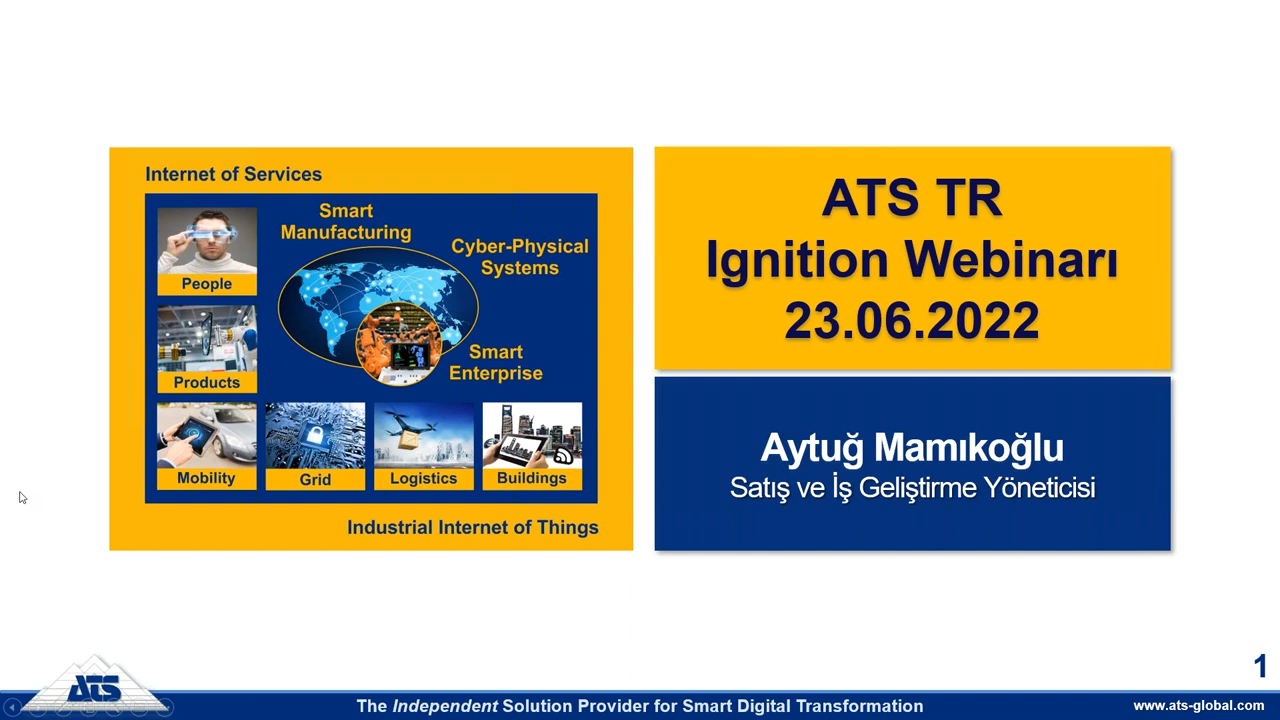 Internet of Services
Smart
Manufacturing
Cyber-Physical
Systems
People
Smart
Enterprise
Products
Mobility
Grid
Logistics
Buildings
Industrial Internet of Things
ATS TR
Ignition Webinarı
23.06.2022
Aytuğ Mamıkoğlu
Satış ve İş Geliştirme Yöneticisi
1
ATS
The Independent Solution Provider for Smart Digital Transformation
www.ats-global.com